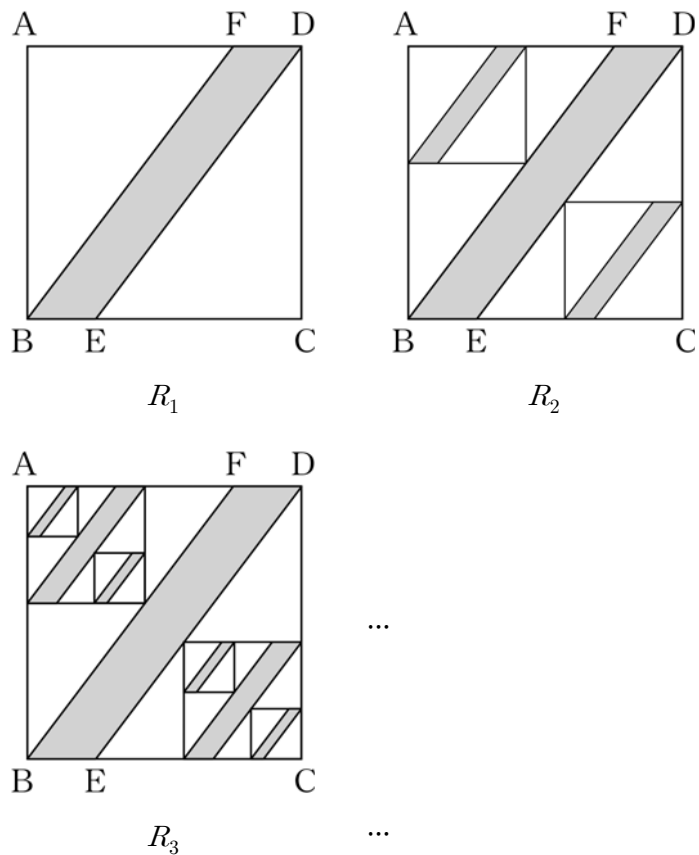 A F D A F D
B E C B E C
R₁ R₂
A F D
...
B E C
R₃ ...